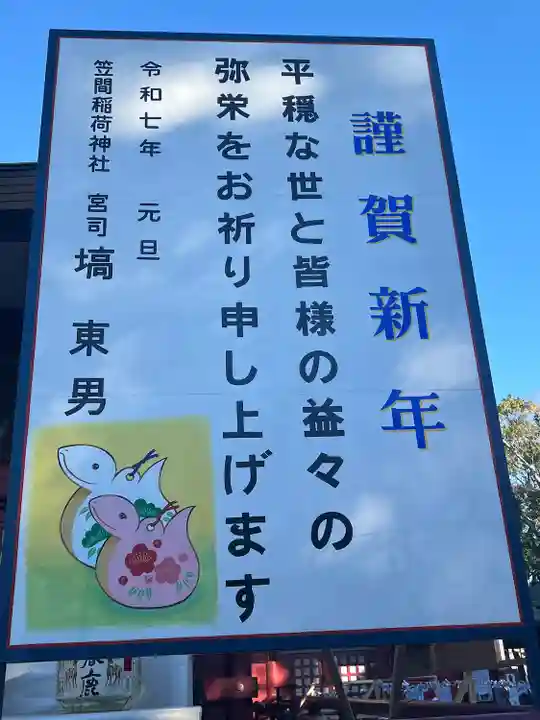 謹賀新年
平穏な世と皆様の益々の
弥栄をお祈り申し上げます
令和七年 元旦
笠間稲荷神社 宮司 塙 東男
鹿